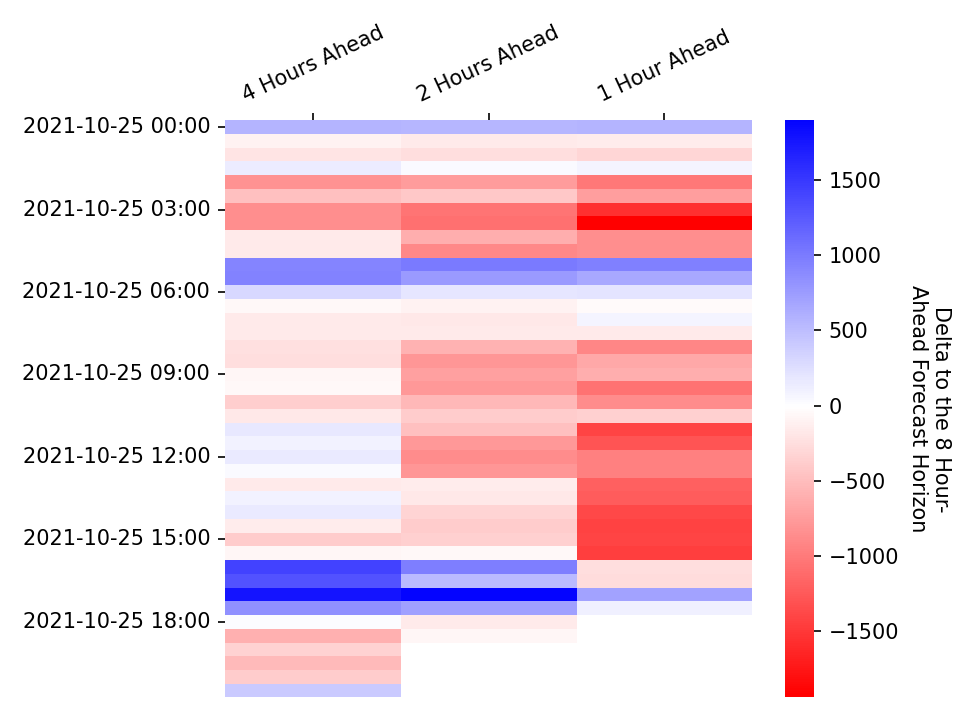 4 Hours Ahead
2 Hours Ahead
1 Hour Ahead
2021-10-25 00:00
2021-10-25 03:00
2021-10-25 06:00
2021-10-25 09:00
2021-10-25 12:00
2021-10-25 15:00
2021-10-25 18:00
1500
1000
500
0
−500
−1000
−1500
Delta to the 8 Hour-
Ahead Forecast Horizon